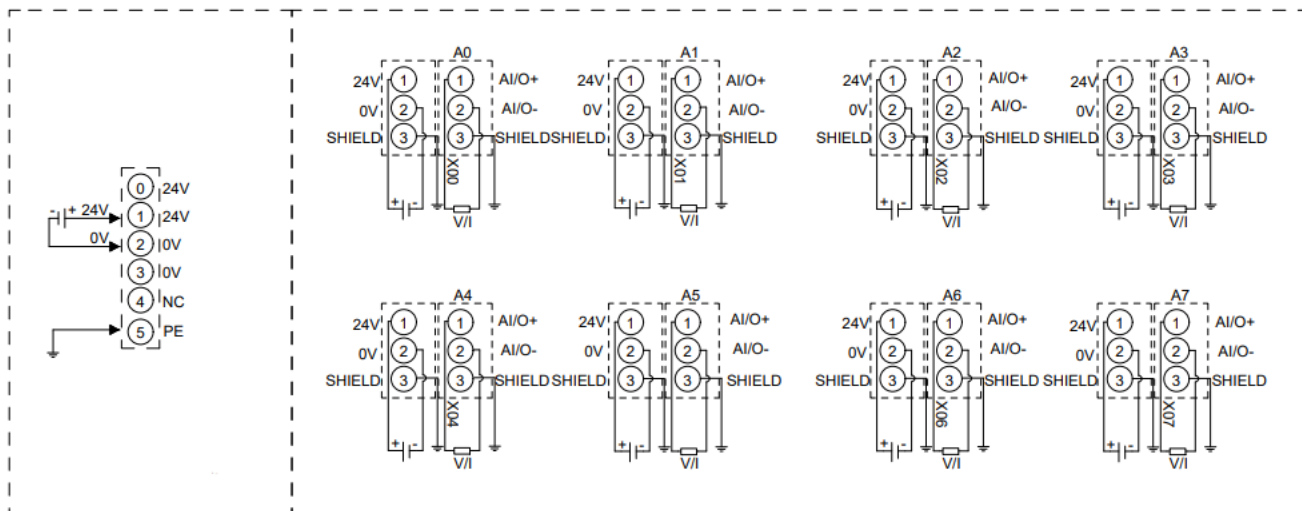 A0 A1 A2 A3
24V 1 1 AI/O+ 24V 1 1 AI/O+ 24V 1 1 AI/O+ 24V 1 1 AI/O+
0V 2 2 AI/O- 0V 2 2 AI/O- 0V 2 2 AI/O- 0V 2 2 AI/O-
SHIELD 3 3 SHIELD SHIELD 3 3 SHIELD SHIELD 3 3 SHIELD SHIELD 3 3 SHIELD
X00 X01 X02 X03
+ - + - + - + -
V/I V/I V/I V/I
0 24V
- + 24V 1 24V
0V 2 0V
3 0V
4 NC
5 PE
A4 A5 A6 A7
24V 1 1 AI/O+ 24V 1 1 AI/O+ 24V 1 1 AI/O+ 24V 1 1 AI/O+
0V 2 2 AI/O- 0V 2 2 AI/O- 0V 2 2 AI/O- 0V 2 2 AI/O-
SHIELD 3 3 SHIELD SHIELD 3 3 SHIELD SHIELD 3 3 SHIELD SHIELD 3 3 SHIELD
X04 X06 X07
+ - + - + - + -
V/I V/I V/I V/I